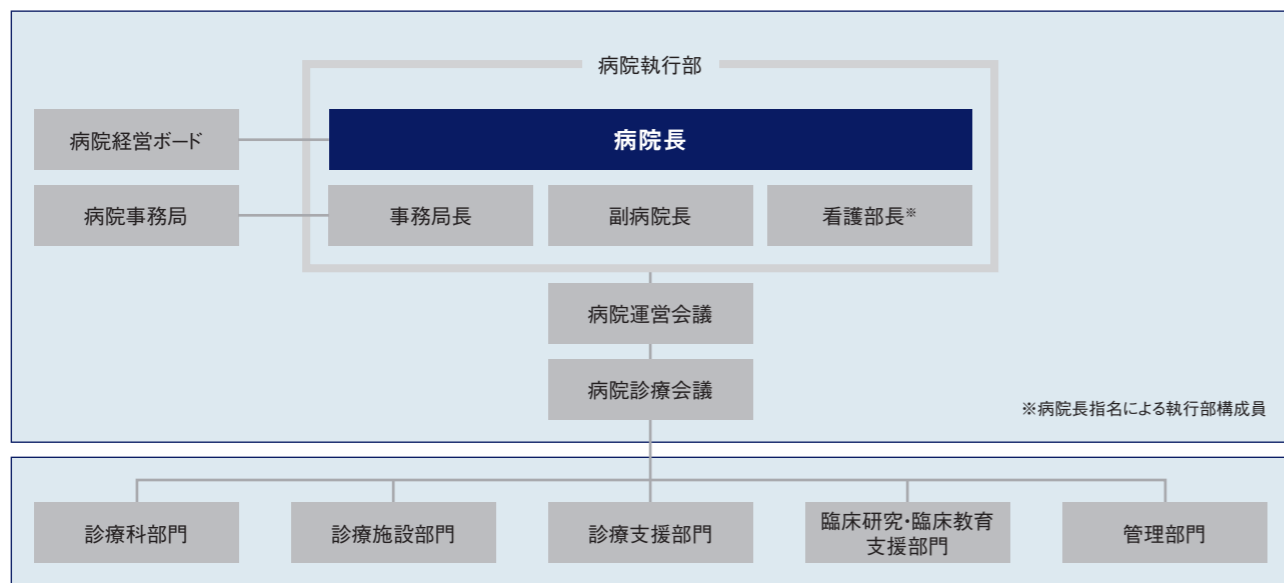 病院執行部
病院経営ボード
病院長
病院事務局
事務局長
副病院長
看護部長※
病院運営会議
病院診療会議
※病院長指名による執行部構成員
診療科部門
診療施設部門
診療支援部門
臨床研究・臨床教育
支援部門
管理部門